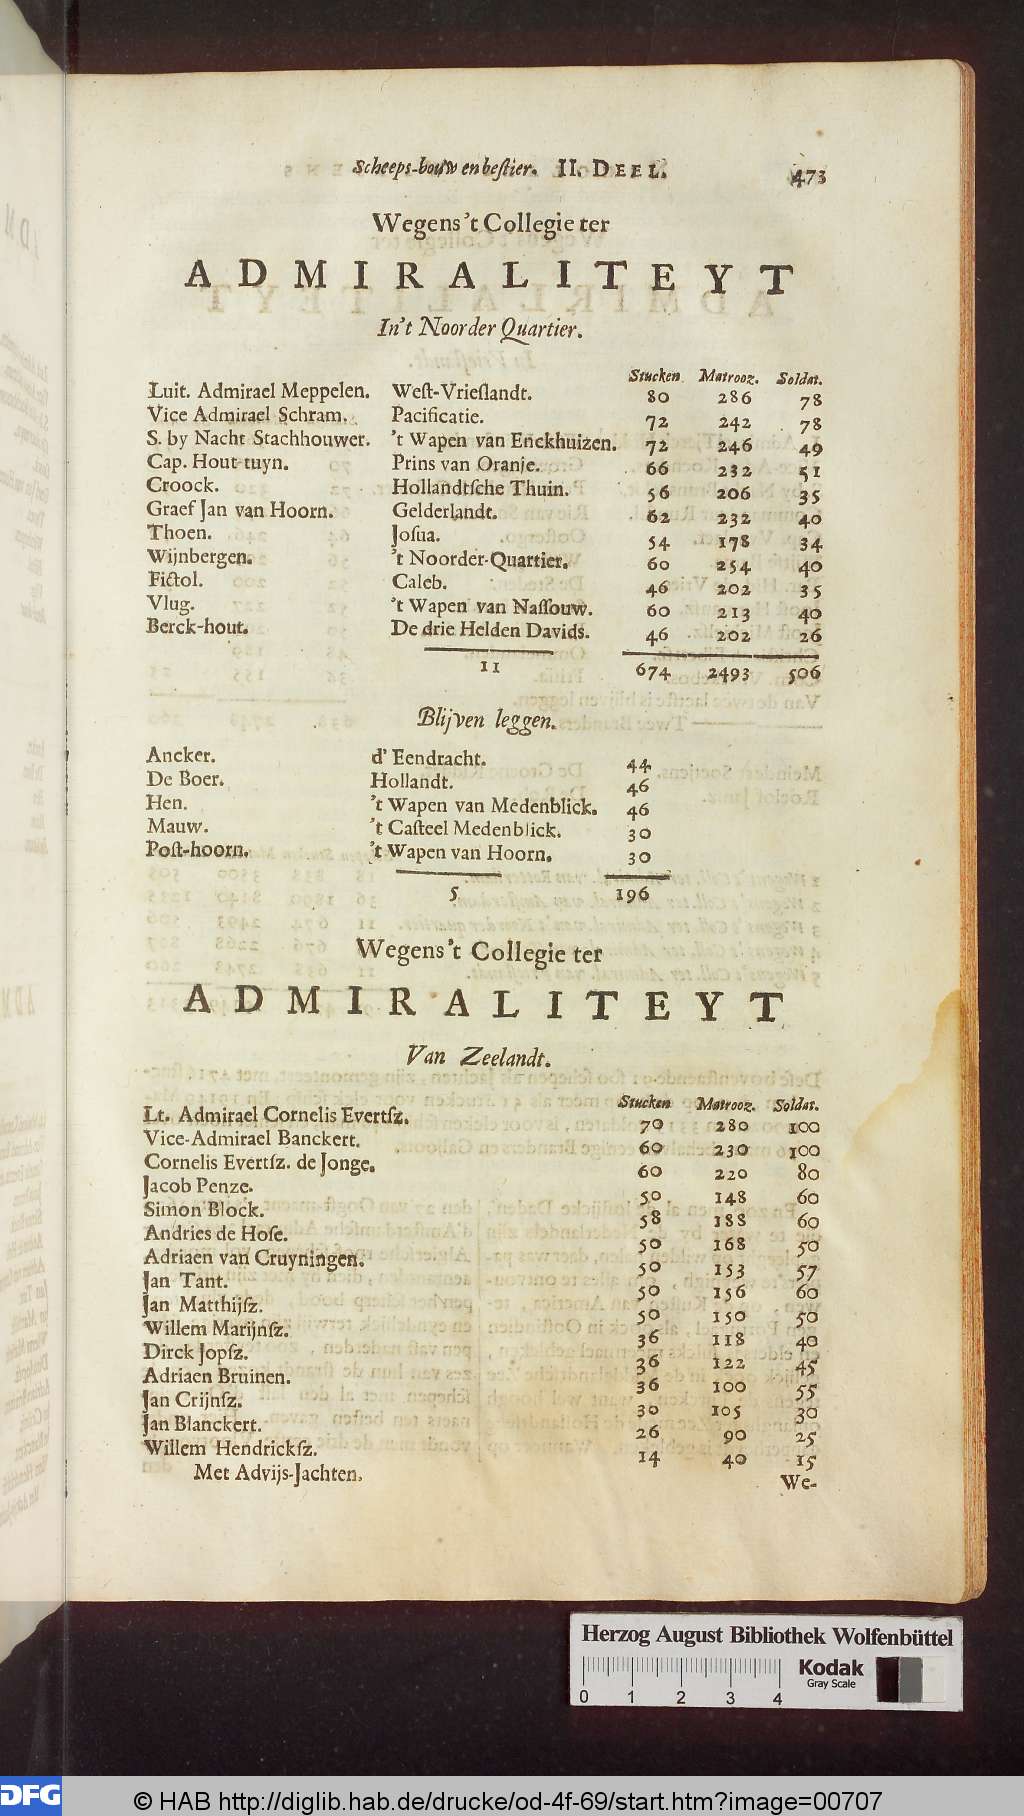 Scheeps-bouw en beſtier. II. DEEL. 473
Wegens 't Collegie ter
ADMIRALITEYT
In't Noorder Quartier.
Stucken Matrooz. Soldat.
Luit. Admirael Meppelen. Weſt-Vrieſlandt. 80 286 78
Vice Admirael Schram. Pacificatie. 72 242 78
S. by Nacht Stachhouwer. 't Wapen van Enckhuizen. 72 246 49
Cap. Hout-tuyn. Prins van Oranje. 66 232 51
Croock. Hollandtſche Thuin. 56 206 35
Graef Jan van Hoorn. Gelderlandt. 62 232 40
Thoen. Joſua. 54 178 34
Wijnbergen. 't Noorder-Quartier. 60 254 40
Fictol. Caleb. 46 202 35
Vlug. 't Wapen van Naſſouw. 60 213 40
Berck-hout. De drie Helden Davids. 46 202 26
11 674 2493 506
Blijven leggen.
Ancker. d' Eendracht. 44
De Boer. Hollandt. 46
Hen. 't Wapen van Medenblick. 46
Mauw. 't Caſteel Medenblick. 30
Poſt-hoorn. 't Wapen van Hoorn. 30
5 196
Wegens 't Collegie ter
ADMIRALITEYT
Van Zeelandt.
Stucken Matrooz. Soldat.
Lt. Admirael Cornelis Evertſz. 70 280 100
Vice-Admirael Banckert. 60 230 100
Cornelis Evertſz. de Jonge. 60 220 80
Jacob Penze. 50 148 60
Simon Block. 58 188 60
Andries de Hoſe. 50 168 50
Adriaen van Cruyningen. 50 153 57
Jan Tant. 50 156 60
Jan Matthijſz. 50 150 50
Willem Marijnſz. 36 118 40
Dirck Jopſz. 36 122 45
Adriaen Bruinen. 36 100 55
Jan Crijnſz. 30 105 30
Jan Blanckert. 26 90 25
Willem Hendrickſz. 14 40 15
Met Advijs-Jachten.
We-
Herzog August Bibliothek Wolfenbüttel
Kodak
Gray Scale
0 1 2 3 4
DFG © HAB http://diglib.hab.de/drucke/od-4f-69/start.htm?image=00707